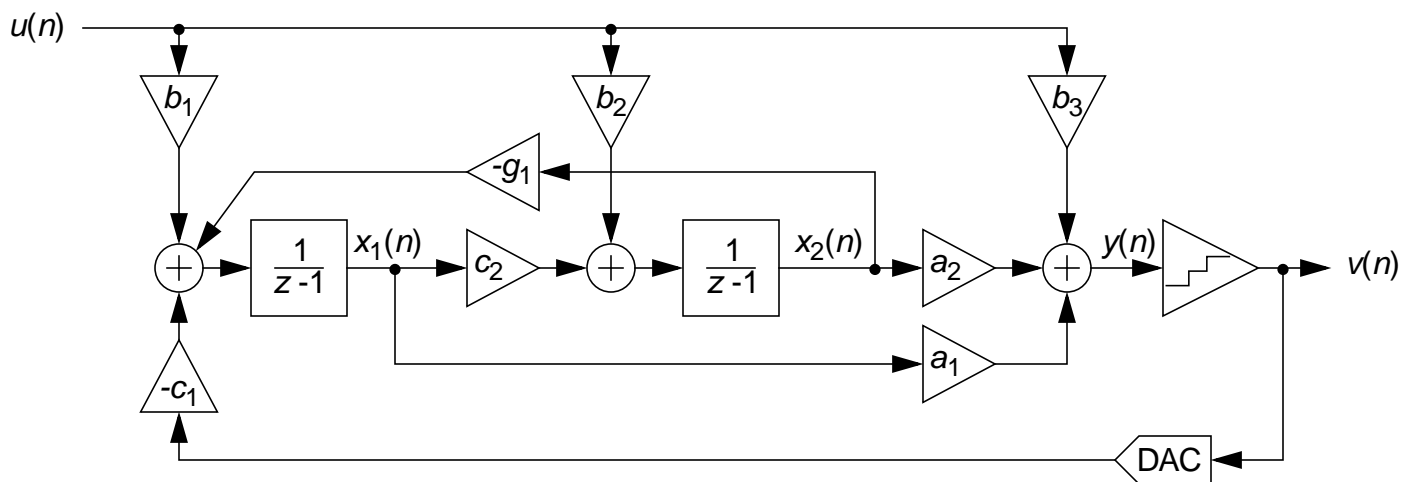 u(n)
b₁ b₂ b₃
-g₁
1 x₁(n) 1 x₂(n) y(n)
z -1 c₂ z -1 a₂ v(n)
a₁
-c₁
DAC